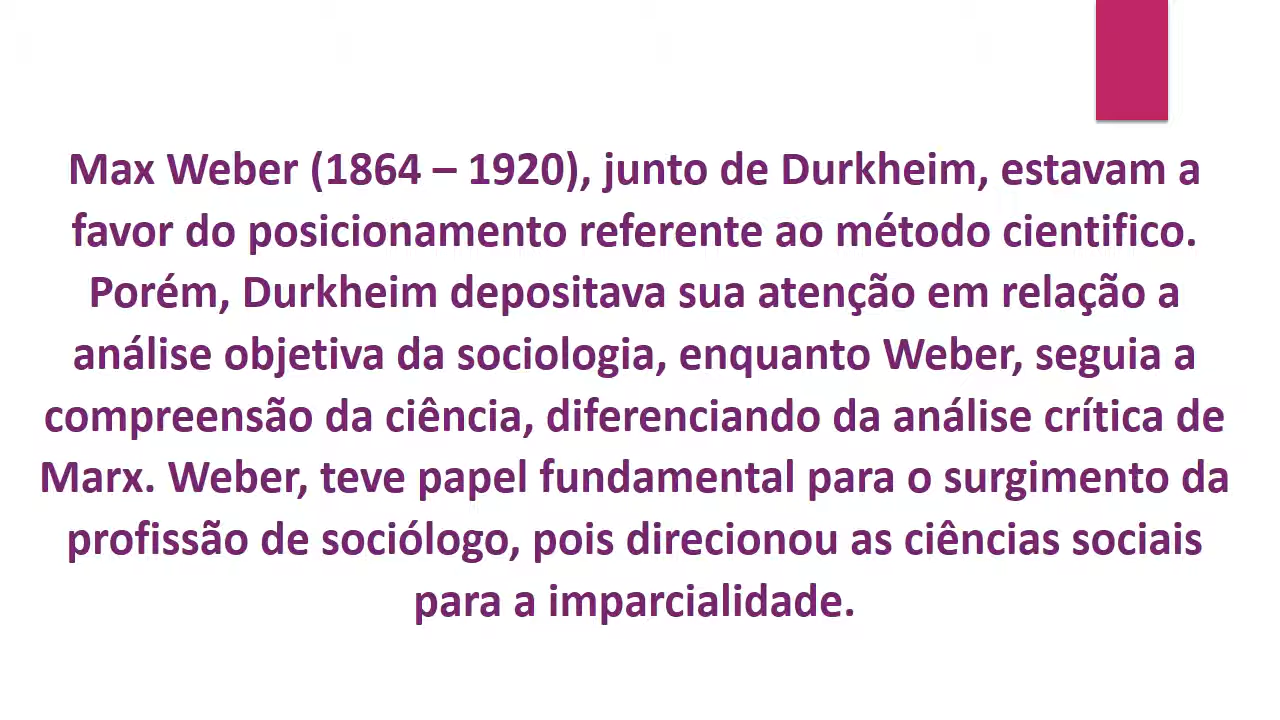 Max Weber (1864 – 1920), junto de Durkheim, estavam a
favor do posicionamento referente ao método cientifico.
Porém, Durkheim depositava sua atenção em relação a
análise objetiva da sociologia, enquanto Weber, seguia a
compreensão da ciência, diferenciando da análise crítica de
Marx. Weber, teve papel fundamental para o surgimento da
profissão de sociólogo, pois direcionou as ciências sociais
para a imparcialidade.